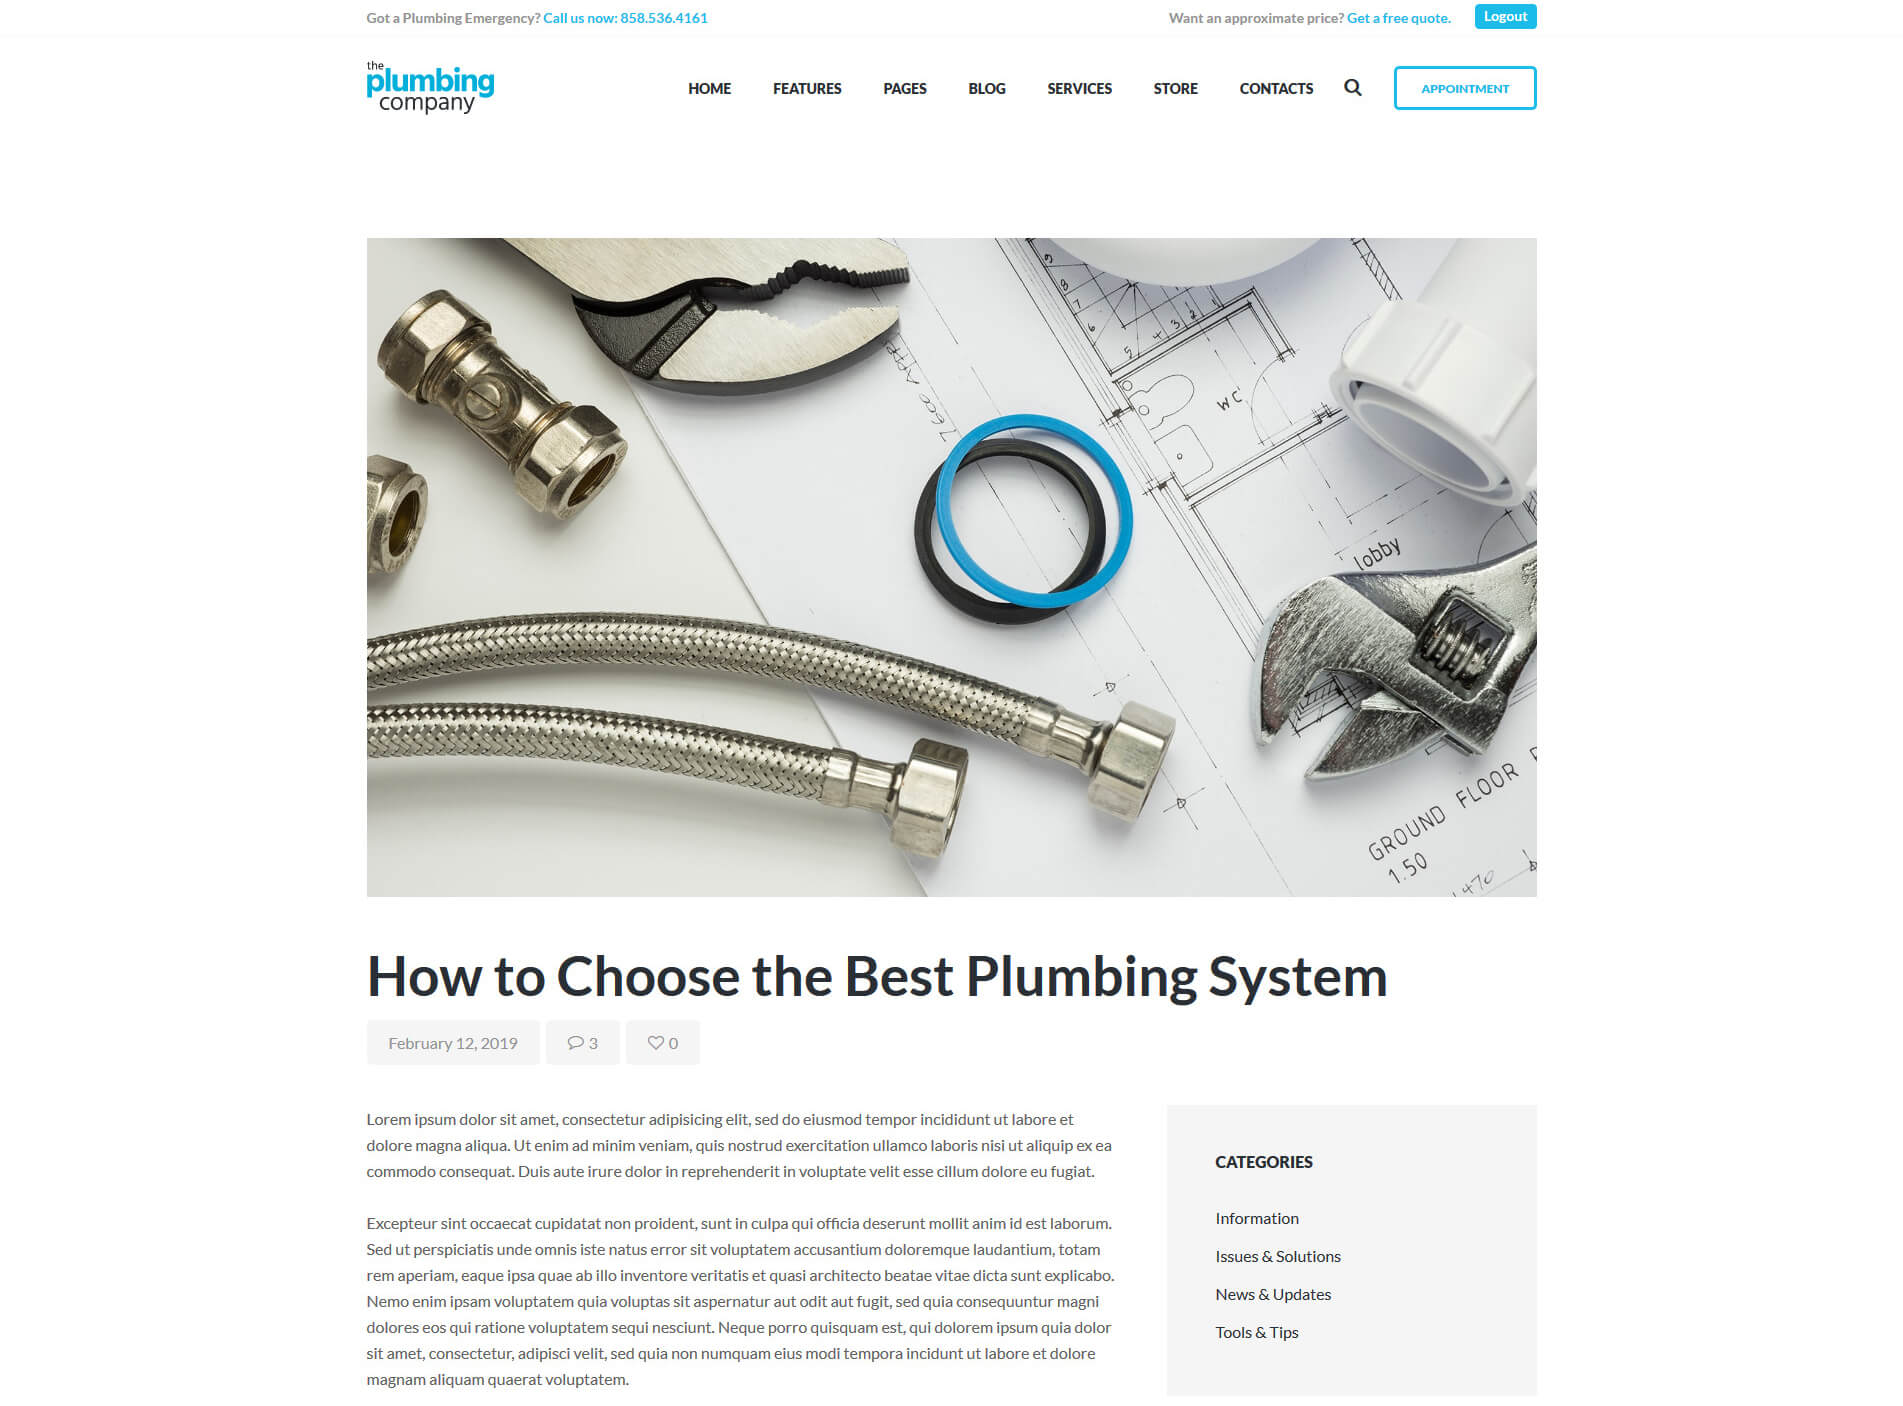 Got a Plumbing Emergency? Call us now: 858.536.4161
Want an approximate price? Get a free quote.
Logout
the
plumbing
company
HOME
FEATURES
PAGES
BLOG
SERVICES
STORE
CONTACTS
APPOINTMENT
9
8
7
6
5
4
3
2
1
WC
lobby
GROUND FLOOR
1.50
1470
How to Choose the Best Plumbing System
February 12, 2019
3
0
Lorem ipsum dolor sit amet, consectetur adipisicing elit, sed do eiusmod tempor incididunt ut labore et
dolore magna aliqua. Ut enim ad minim veniam, quis nostrud exercitation ullamco laboris nisi ut aliquip ex ea
commodo consequat. Duis aute irure dolor in reprehenderit in voluptate velit esse cillum dolore eu fugiat.
Excepteur sint occaecat cupidatat non proident, sunt in culpa qui officia deserunt mollit anim id est laborum.
Sed ut perspiciatis unde omnis iste natus error sit voluptatem accusantium doloremque laudantium, totam
rem aperiam, eaque ipsa quae ab illo inventore veritatis et quasi architecto beatae vitae dicta sunt explicabo.
Nemo enim ipsam voluptatem quia voluptas sit aspernatur aut odit aut fugit, sed quia consequuntur magni
dolores eos qui ratione voluptatem sequi nesciunt. Neque porro quisquam est, qui dolorem ipsum quia dolor
sit amet, consectetur, adipisci velit, sed quia non numquam eius modi tempora incidunt ut labore et dolore
magnam aliquam quaerat voluptatem.
CATEGORIES
Information
Issues & Solutions
News & Updates
Tools & Tips